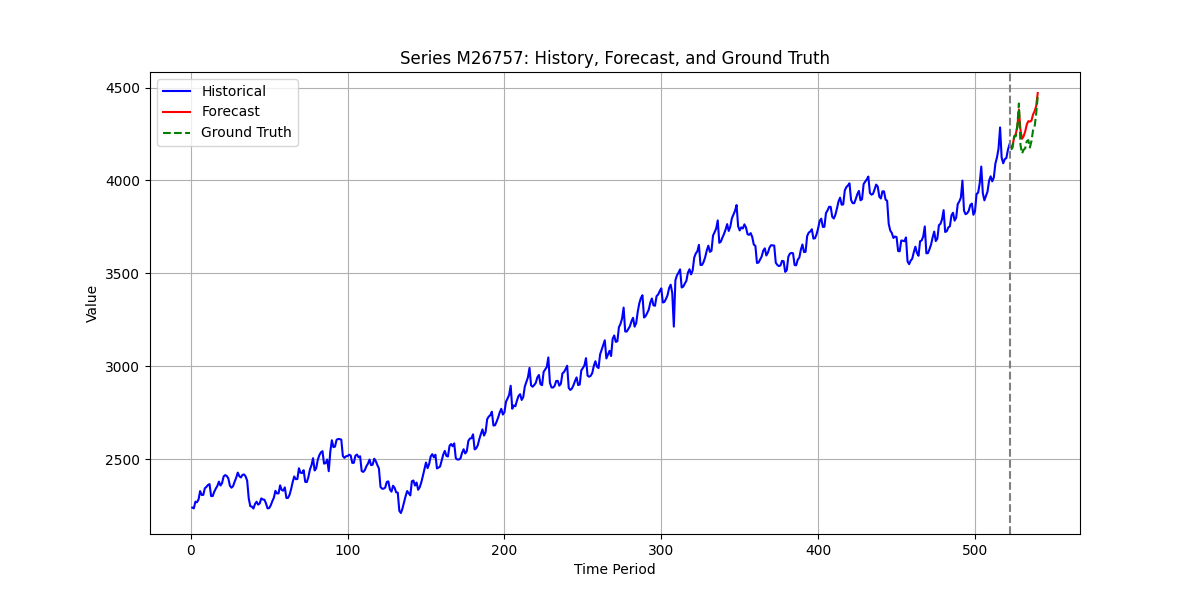 Series M26757: History, Forecast, and Ground Truth
Historical
Forecast
Ground Truth
4500
4000
3500
3000
2500
Value
0 100 200 300 400 500
Time Period